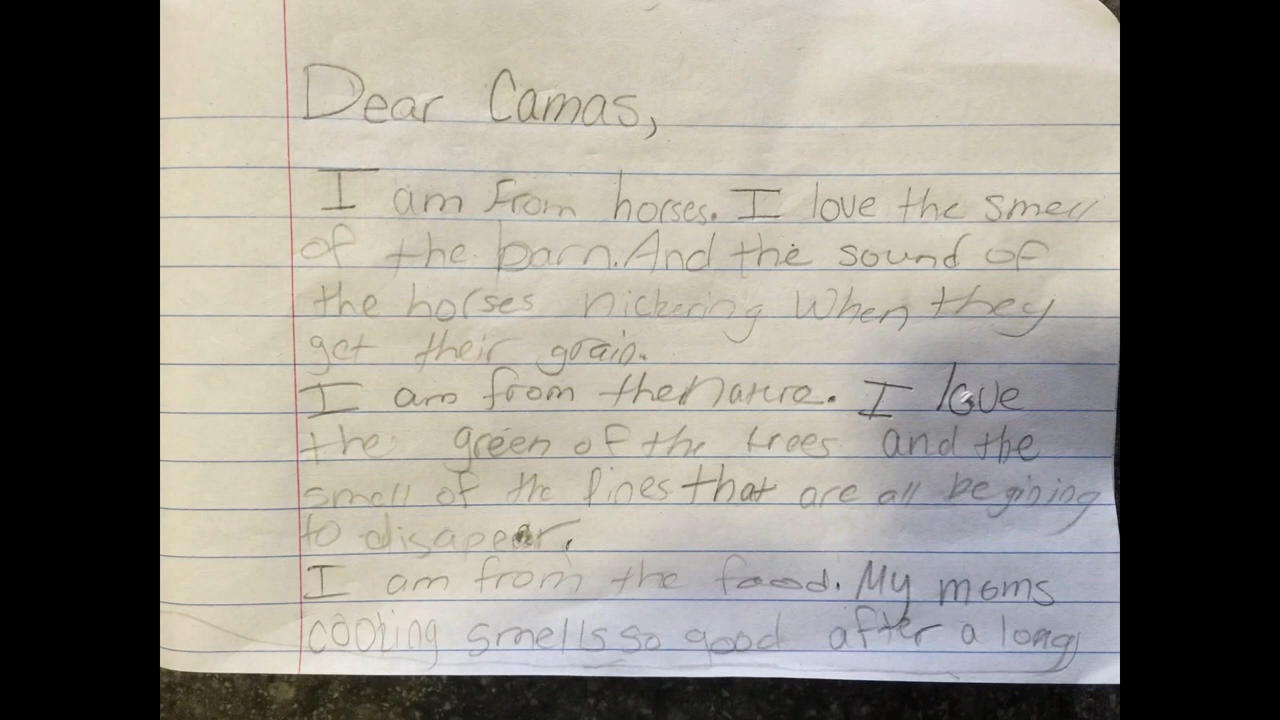 Dear Camas,
I am From horses. I love the smell
of the barn. And the sound of
the horses nickering When they
get their grain.
I am from the Nature. I love
the green of the trees and the
smell of the pines that are all begining
to disapear.
I am from the food. My moms
cooking smells so good after a long